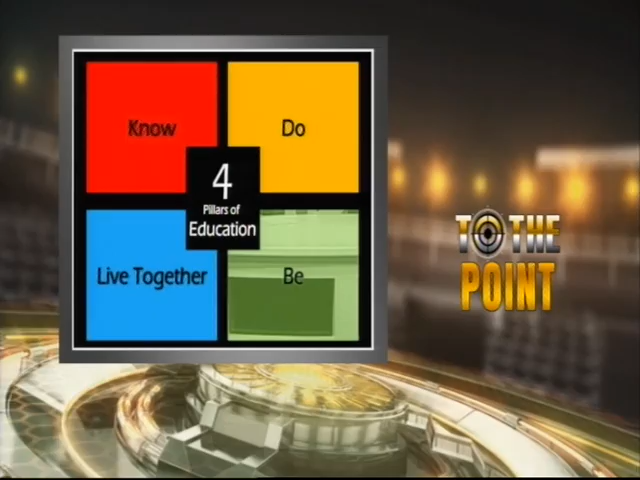 Know
Do
4
Pillars of
Education
Live Together
Be
TO THE
POINT